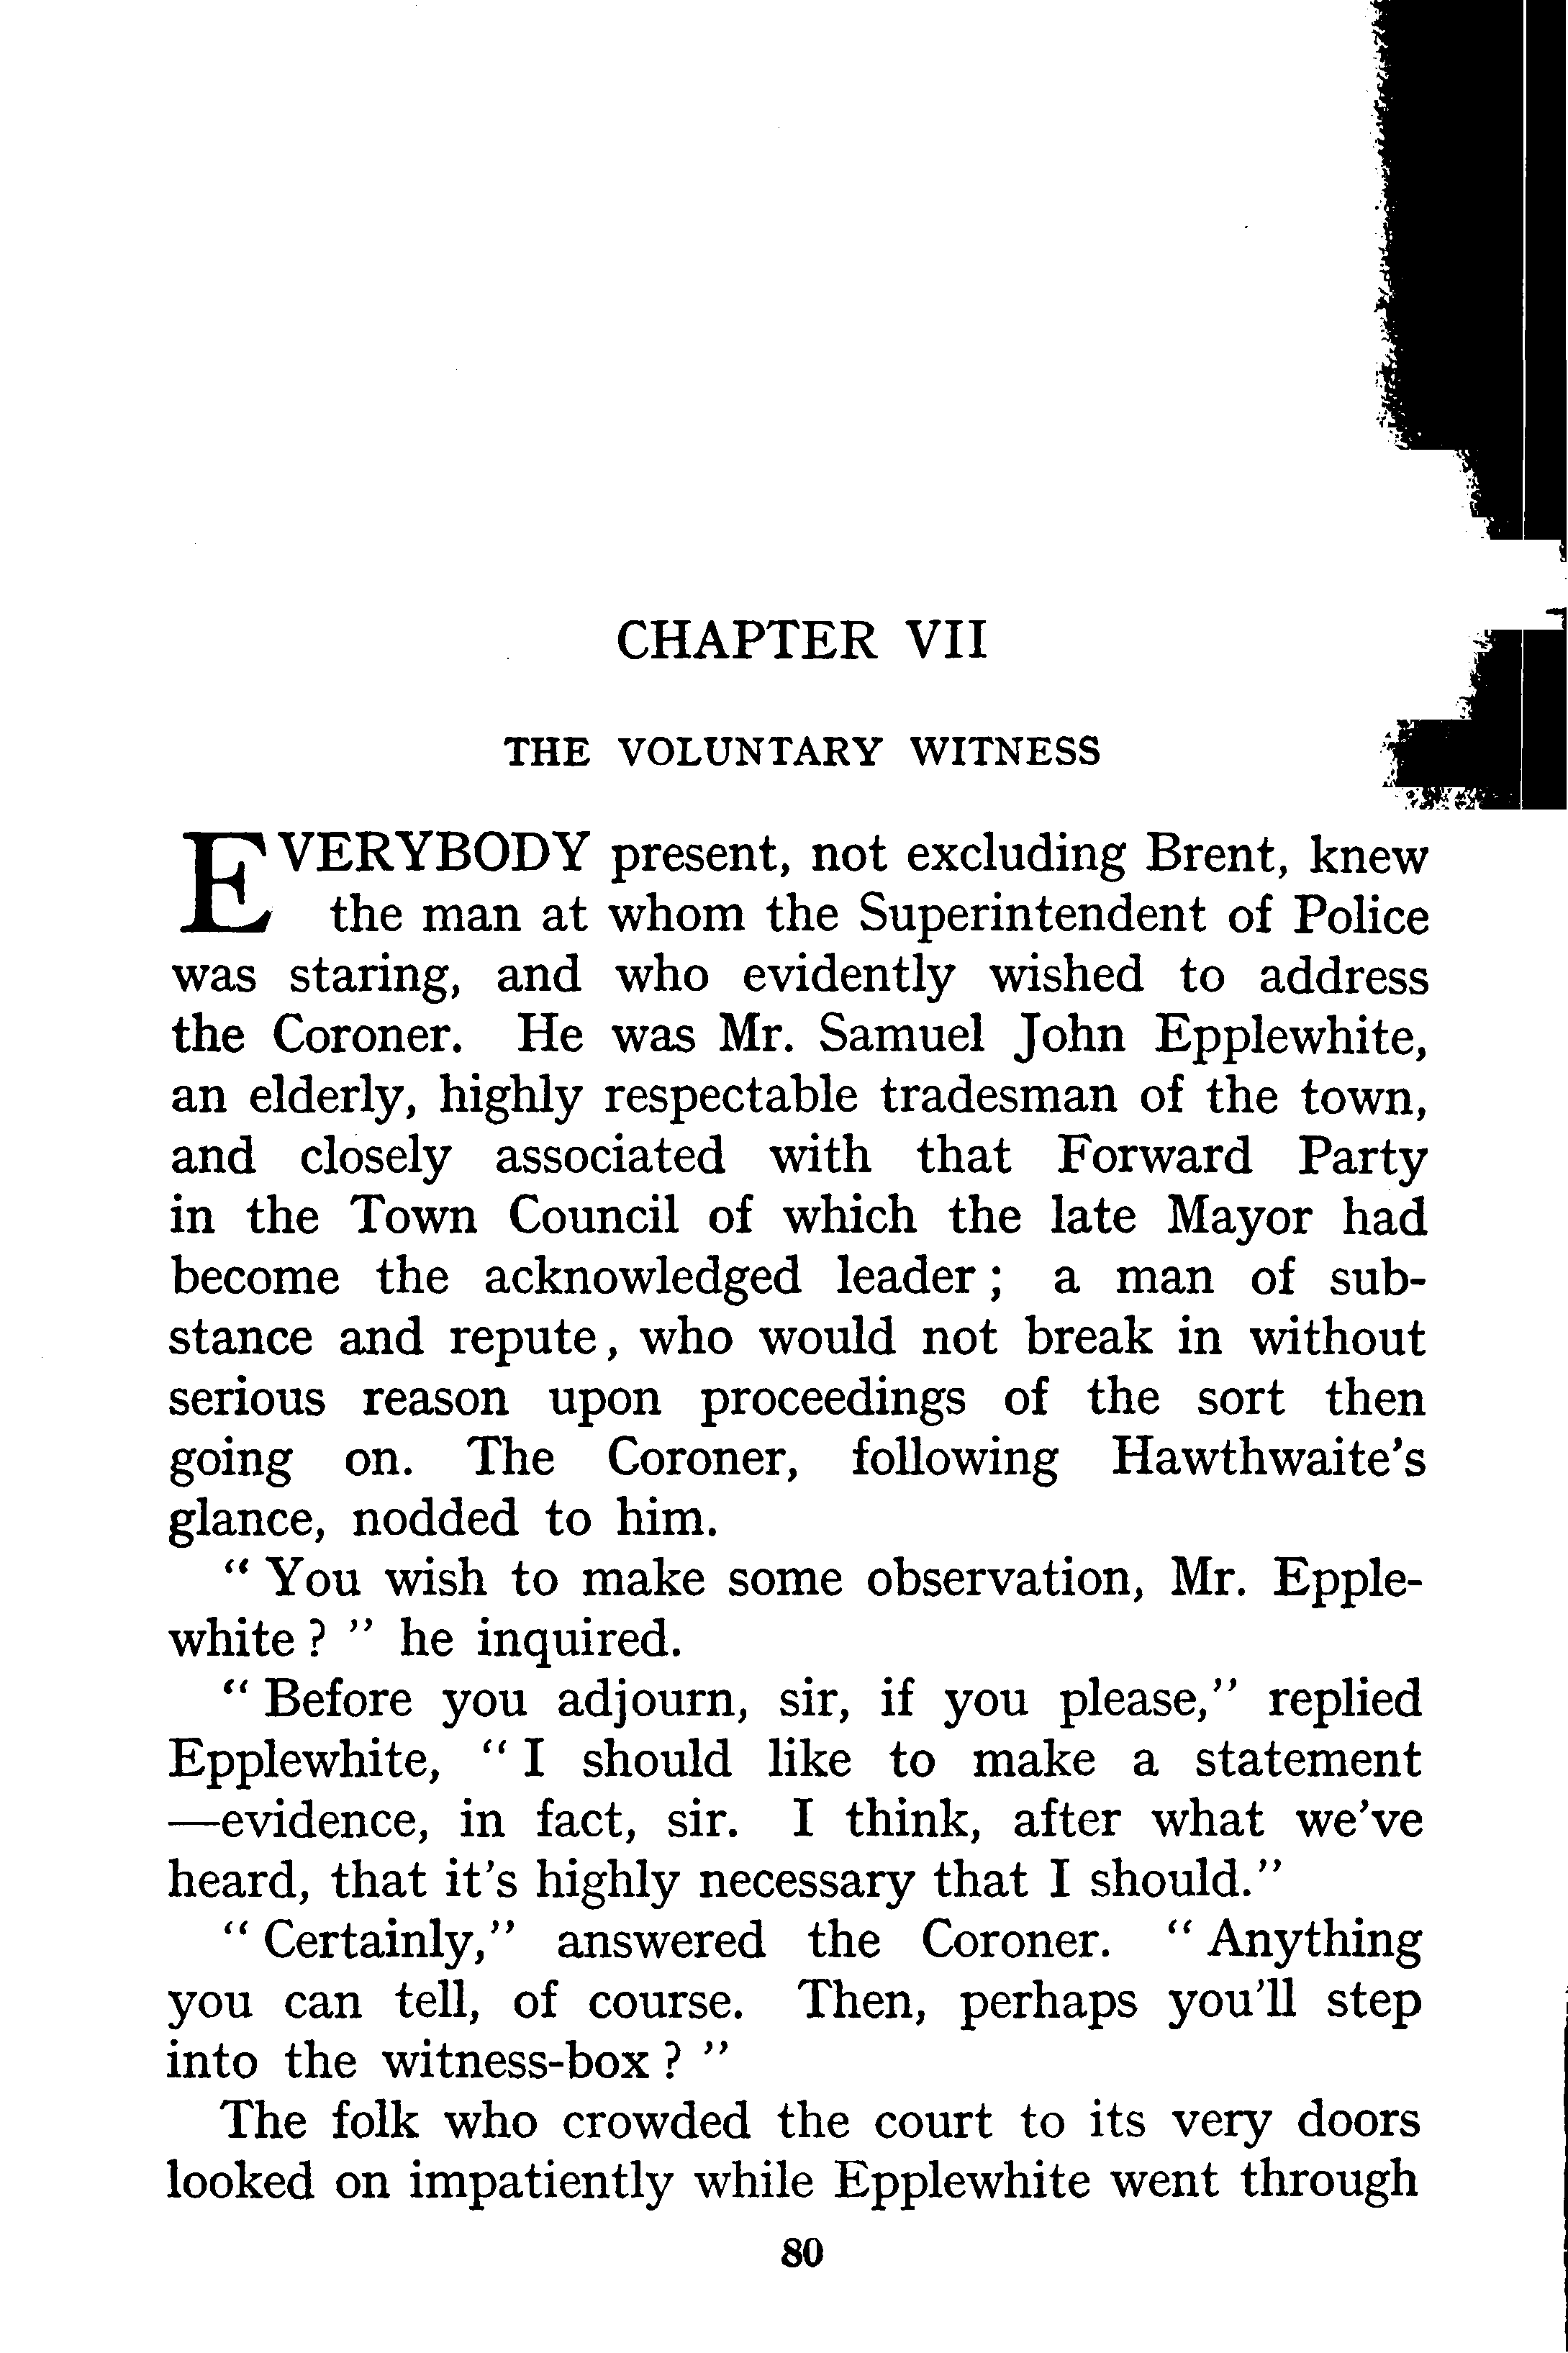 CHAPTER VII
THE VOLUNTARY WITNESS
EVERYBODY present, not excluding Brent, knew
the man at whom the Superintendent of Police
was staring, and who evidently wished to address
the Coroner. He was Mr. Samuel John Epplewhite,
an elderly, highly respectable tradesman of the town,
and closely associated with that Forward Party
in the Town Council of which the late Mayor had
become the acknowledged leader ; a man of sub-
stance and repute, who would not break in without
serious reason upon proceedings of the sort then
going on. The Coroner, following Hawthwaite's
glance, nodded to him.
" You wish to make some observation, Mr. Epple-
white ? " he inquired.
" Before you adjourn, sir, if you please," replied
Epplewhite, " I should like to make a statement
—evidence, in fact, sir. I think, after what we've
heard, that it's highly necessary that I should."
" Certainly," answered the Coroner. " Anything
you can tell, of course. Then, perhaps you'll step
into the witness-box ? "
The folk who crowded the court to its very doors
looked on impatiently while Epplewhite went through
80